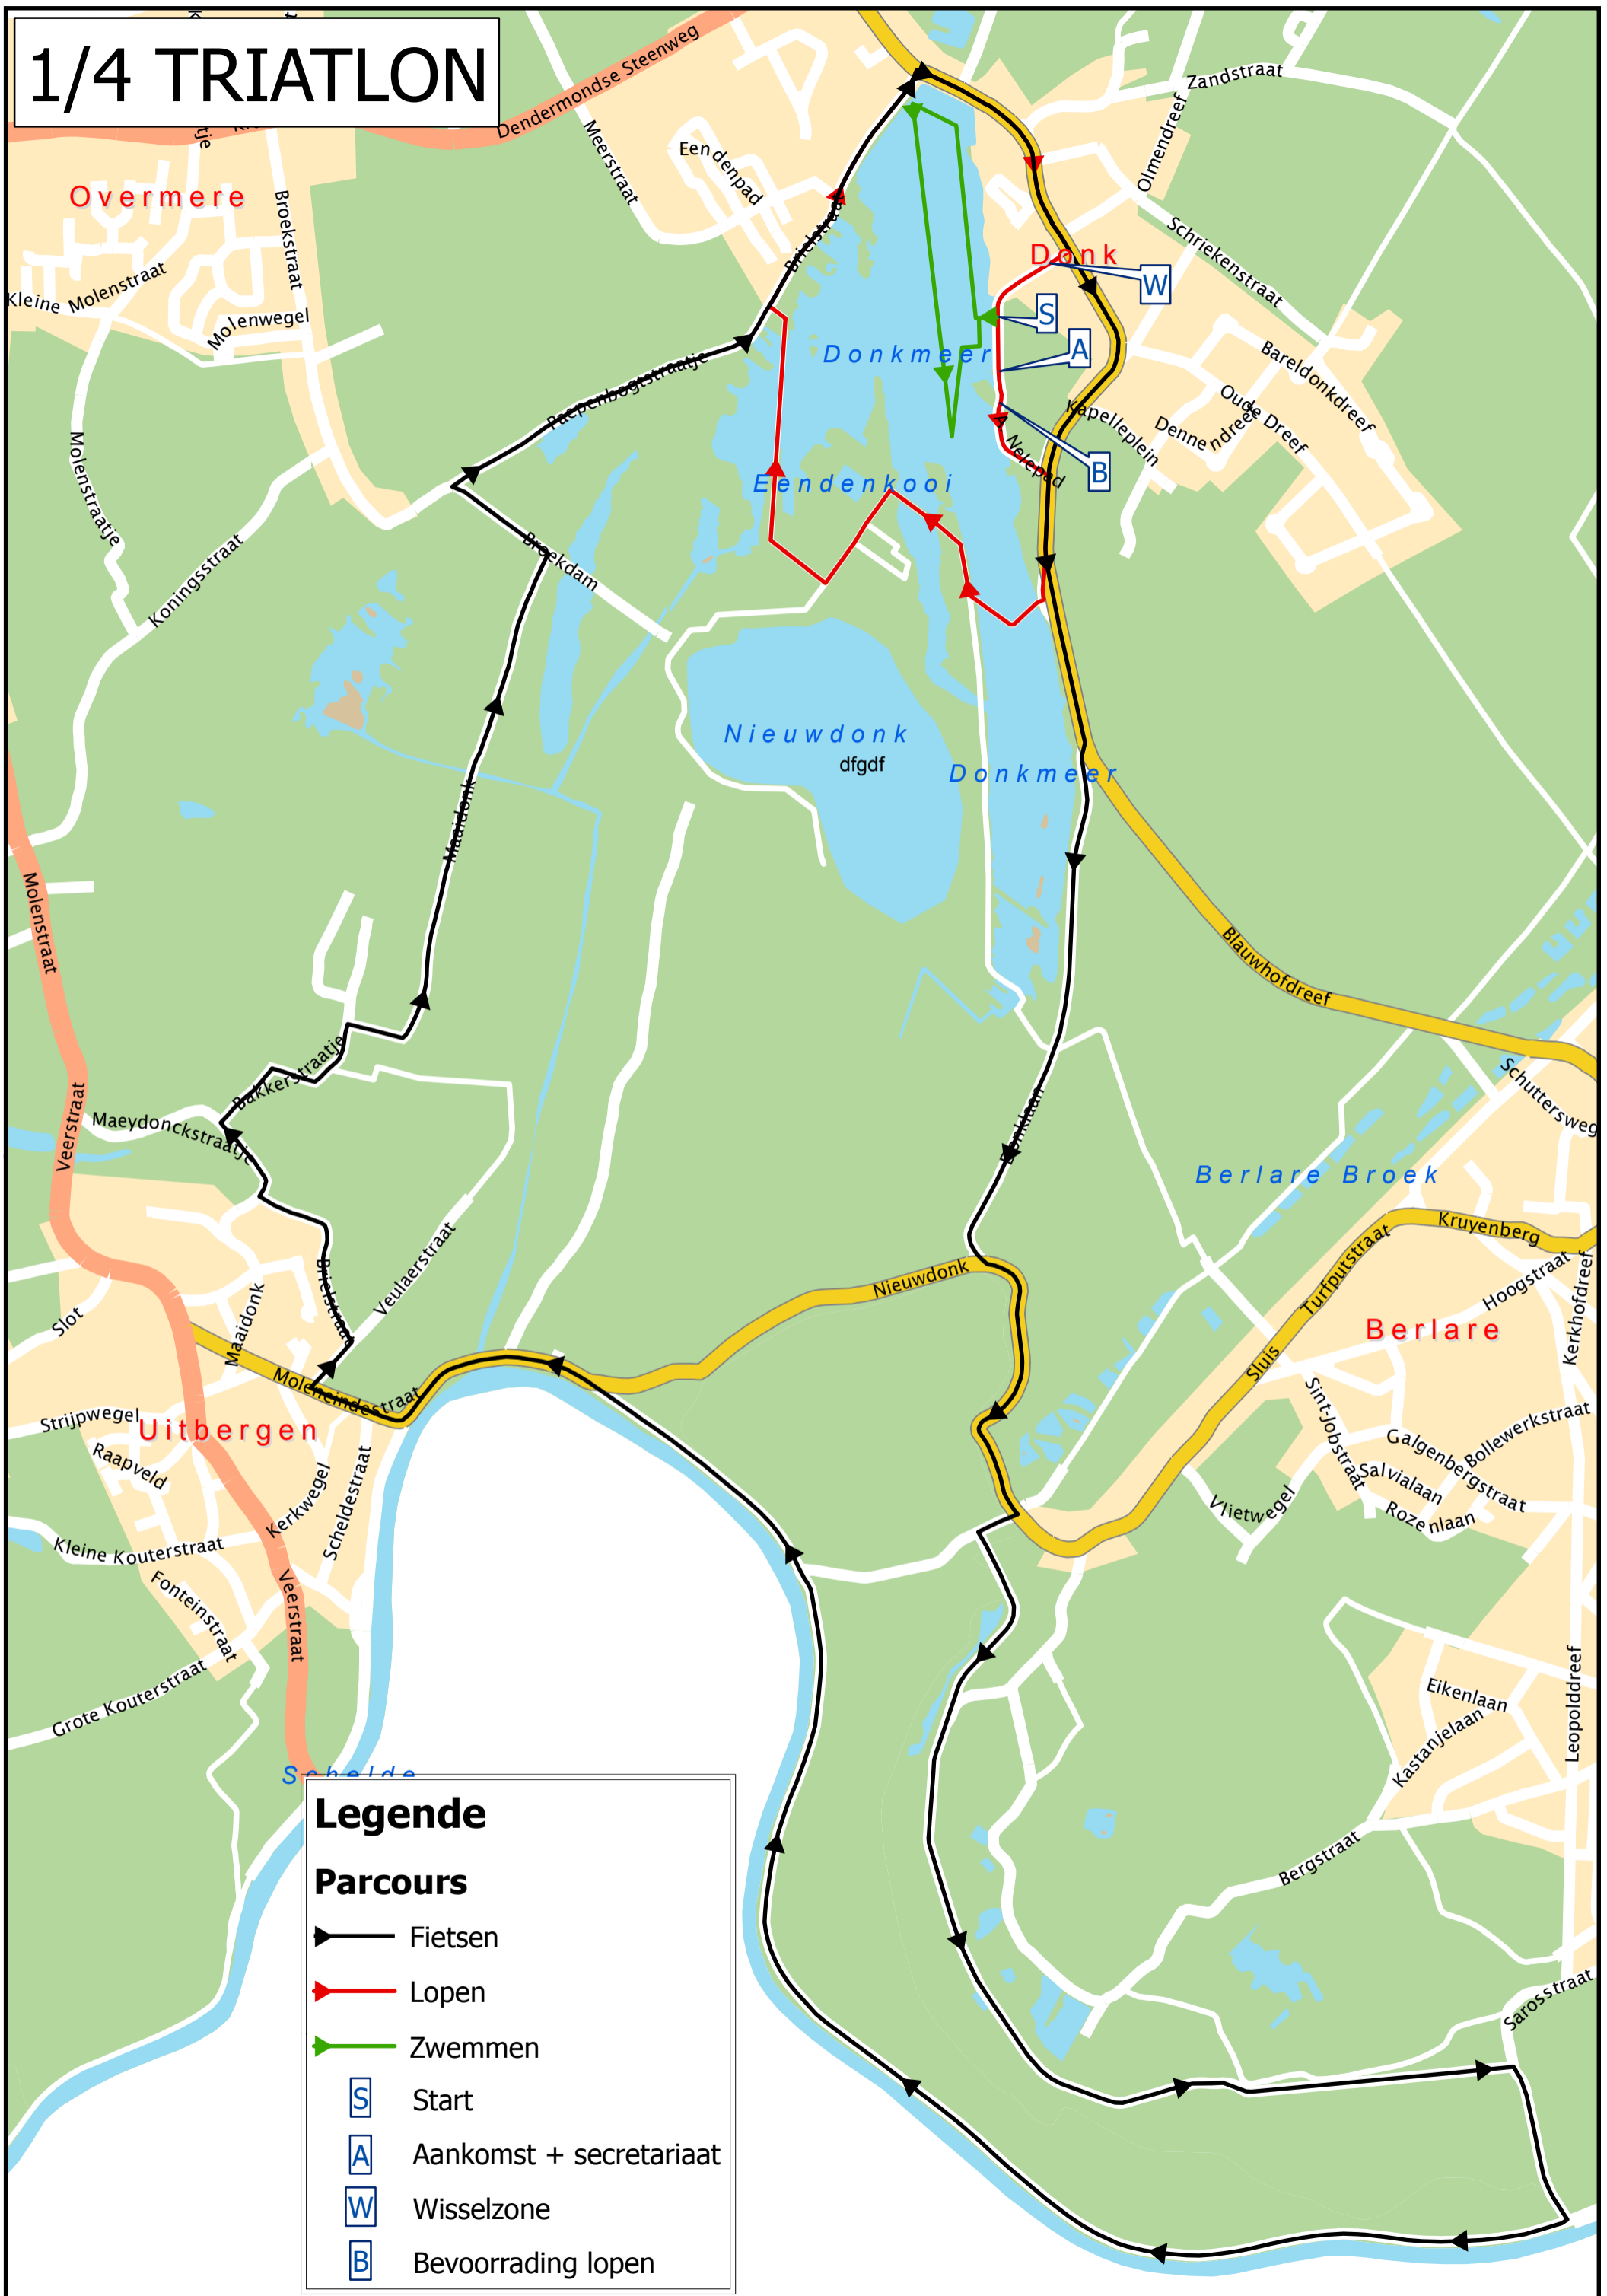 1/4 TRIATLON
Dendermondse Steenweg
Zandstraat
Olmendreef
Meerstraat
Eendenpad
Overmere
Broekstraat
Brielstraat
Schriekenstraat
Donk
W
Kleine Molenstraat
Molenwegel
S
Donkmeer
A
Bareldonkdreef
Paepenbogtstraatje
Oude Dreef
Kapelleplein
Dennendreef
A Nelepad
B
Molenstraatje
Eendenkooi
Koningsstraat
Broekdam
Nieuwdonk
dfgdf
Donkmeer
Maaidonk
Molenstraat
Blauwhofdreef
Bakkerstraatje
Schuttersweg
Maeydonckstraatje
Veerstraat
Donklaan
Berlare Broek
Kruyenberg
Turfputstraat
Nieuwdonk
Hoogstraat
Kerkhofdreef
Veulaerstraat
Brielstraat
Maaidonk
Slot
Berlare
Sluis
Moleneindestraat
Strijpwegel
Uitbergen
Sint-Jobstraat
Bollewerkstraat
Galgenbergstraat
Raapveld
Salvialaan
Kerkwegel
Scheldestraat
Vlietwegel
Rozenlaan
Kleine Kouterstraat
Fonteinstraat
Veerstraat
Grote Kouterstraat
Eikenlaan
Kastanjelaan
Leopolddreef
Schelde
Bergstraat
Sarosstraat
Legende
Parcours
Fietsen
Lopen
Zwemmen
S Start
A Aankomst + secretariaat
W Wisselzone
B Bevoorrading lopen